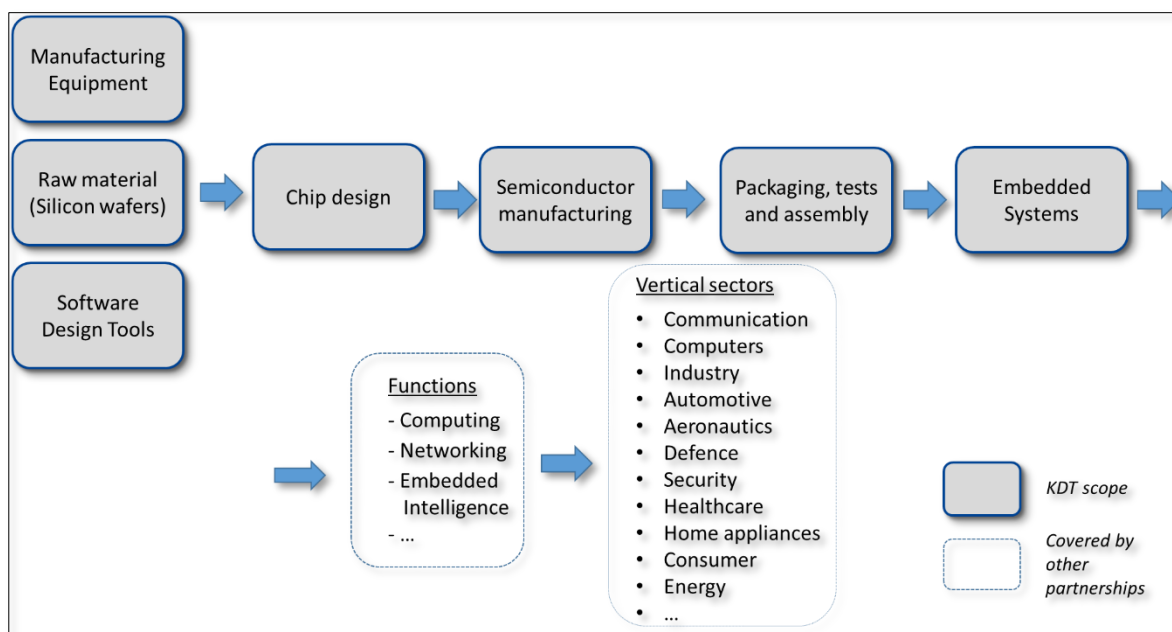 Manufacturing
Equipment
Raw material
(Silicon wafers)
Software
Design Tools
Chip design
Semiconductor
manufacturing
Packaging, tests
and assembly
Embedded
Systems
Functions
- Computing
- Networking
- Embedded
Intelligence
- ...
Vertical sectors
• Communication
• Computers
• Industry
• Automotive
• Aeronautics
• Defence
• Security
• Healthcare
• Home appliances
• Consumer
• Energy
• ...
KDT scope
Covered by
other
partnerships